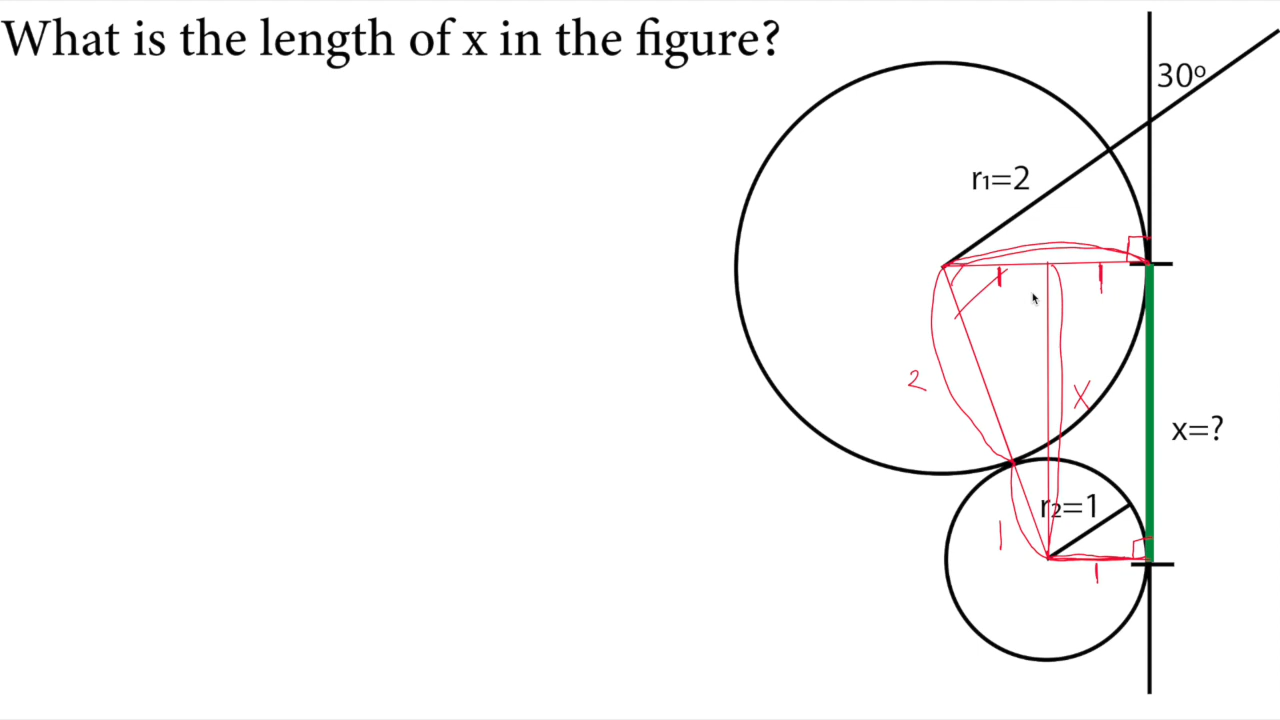 What is the length of x in the figure?
30º
r₁=2
1 1
2
X
x=?
r₂=1
1
1